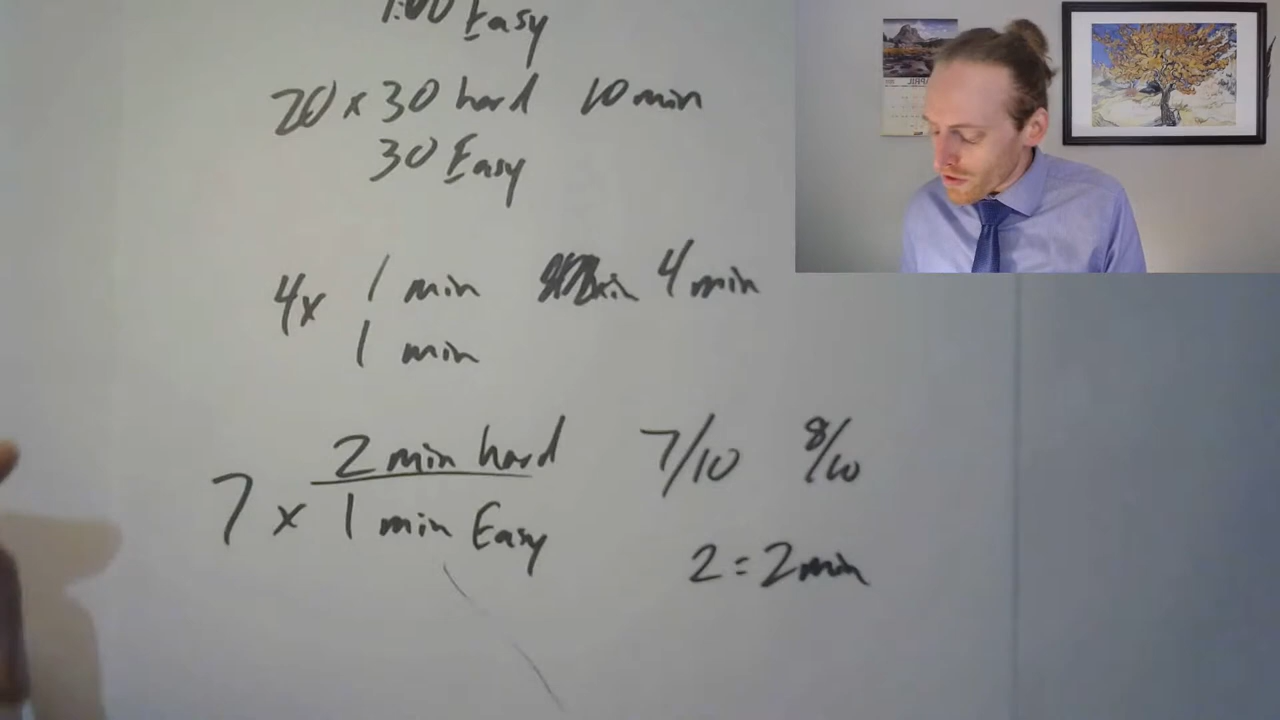 1:00 Easy
20 x 30 hard 10 min
30 Easy
4x 1 min 4 min
1 min
7 x 2 min hard 7/10 8/10
1 min Easy
2 = 2 min
APRIL